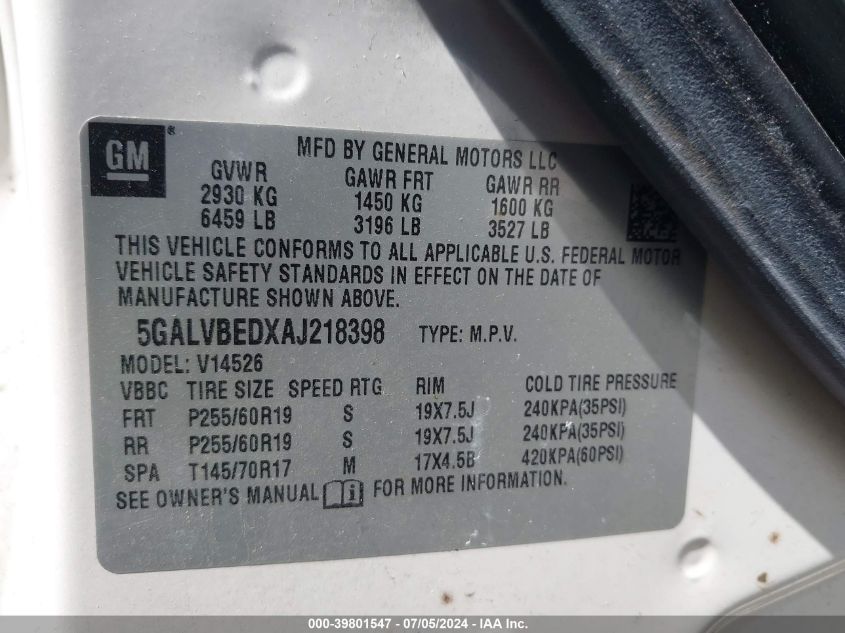 GM ®
MFD BY GENERAL MOTORS LLC
GVWR GAWR FRT GAWR RR
2930 KG 1450 KG 1600 KG
6459 LB 3196 LB 3527 LB
THIS VEHICLE CONFORMS TO ALL APPLICABLE U.S. FEDERAL MOTOR
VEHICLE SAFETY STANDARDS IN EFFECT ON THE DATE OF
MANUFACTURE SHOWN ABOVE.
5GALVBEDXAJ218398 TYPE: M.P.V.
MODEL: V14526
VBBC TIRE SIZE SPEED RTG RIM COLD TIRE PRESSURE
FRT P255/60R19 S 19X7.5J 240KPA(35PSI)
RR P255/60R19 S 19X7.5J 240KPA(35PSI)
SPA T145/70R17 M 17X4.5B 420KPA(60PSI)
SEE OWNER'S MANUAL FOR MORE INFORMATION.
000-39801547 - 07/05/2024 - IAA Inc.